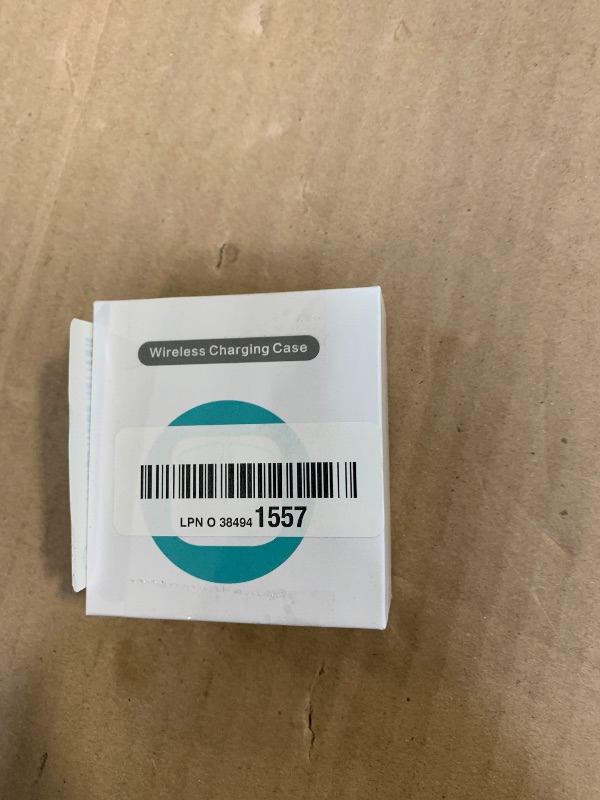 Wireless Charging Case
LPN O 38494 1557